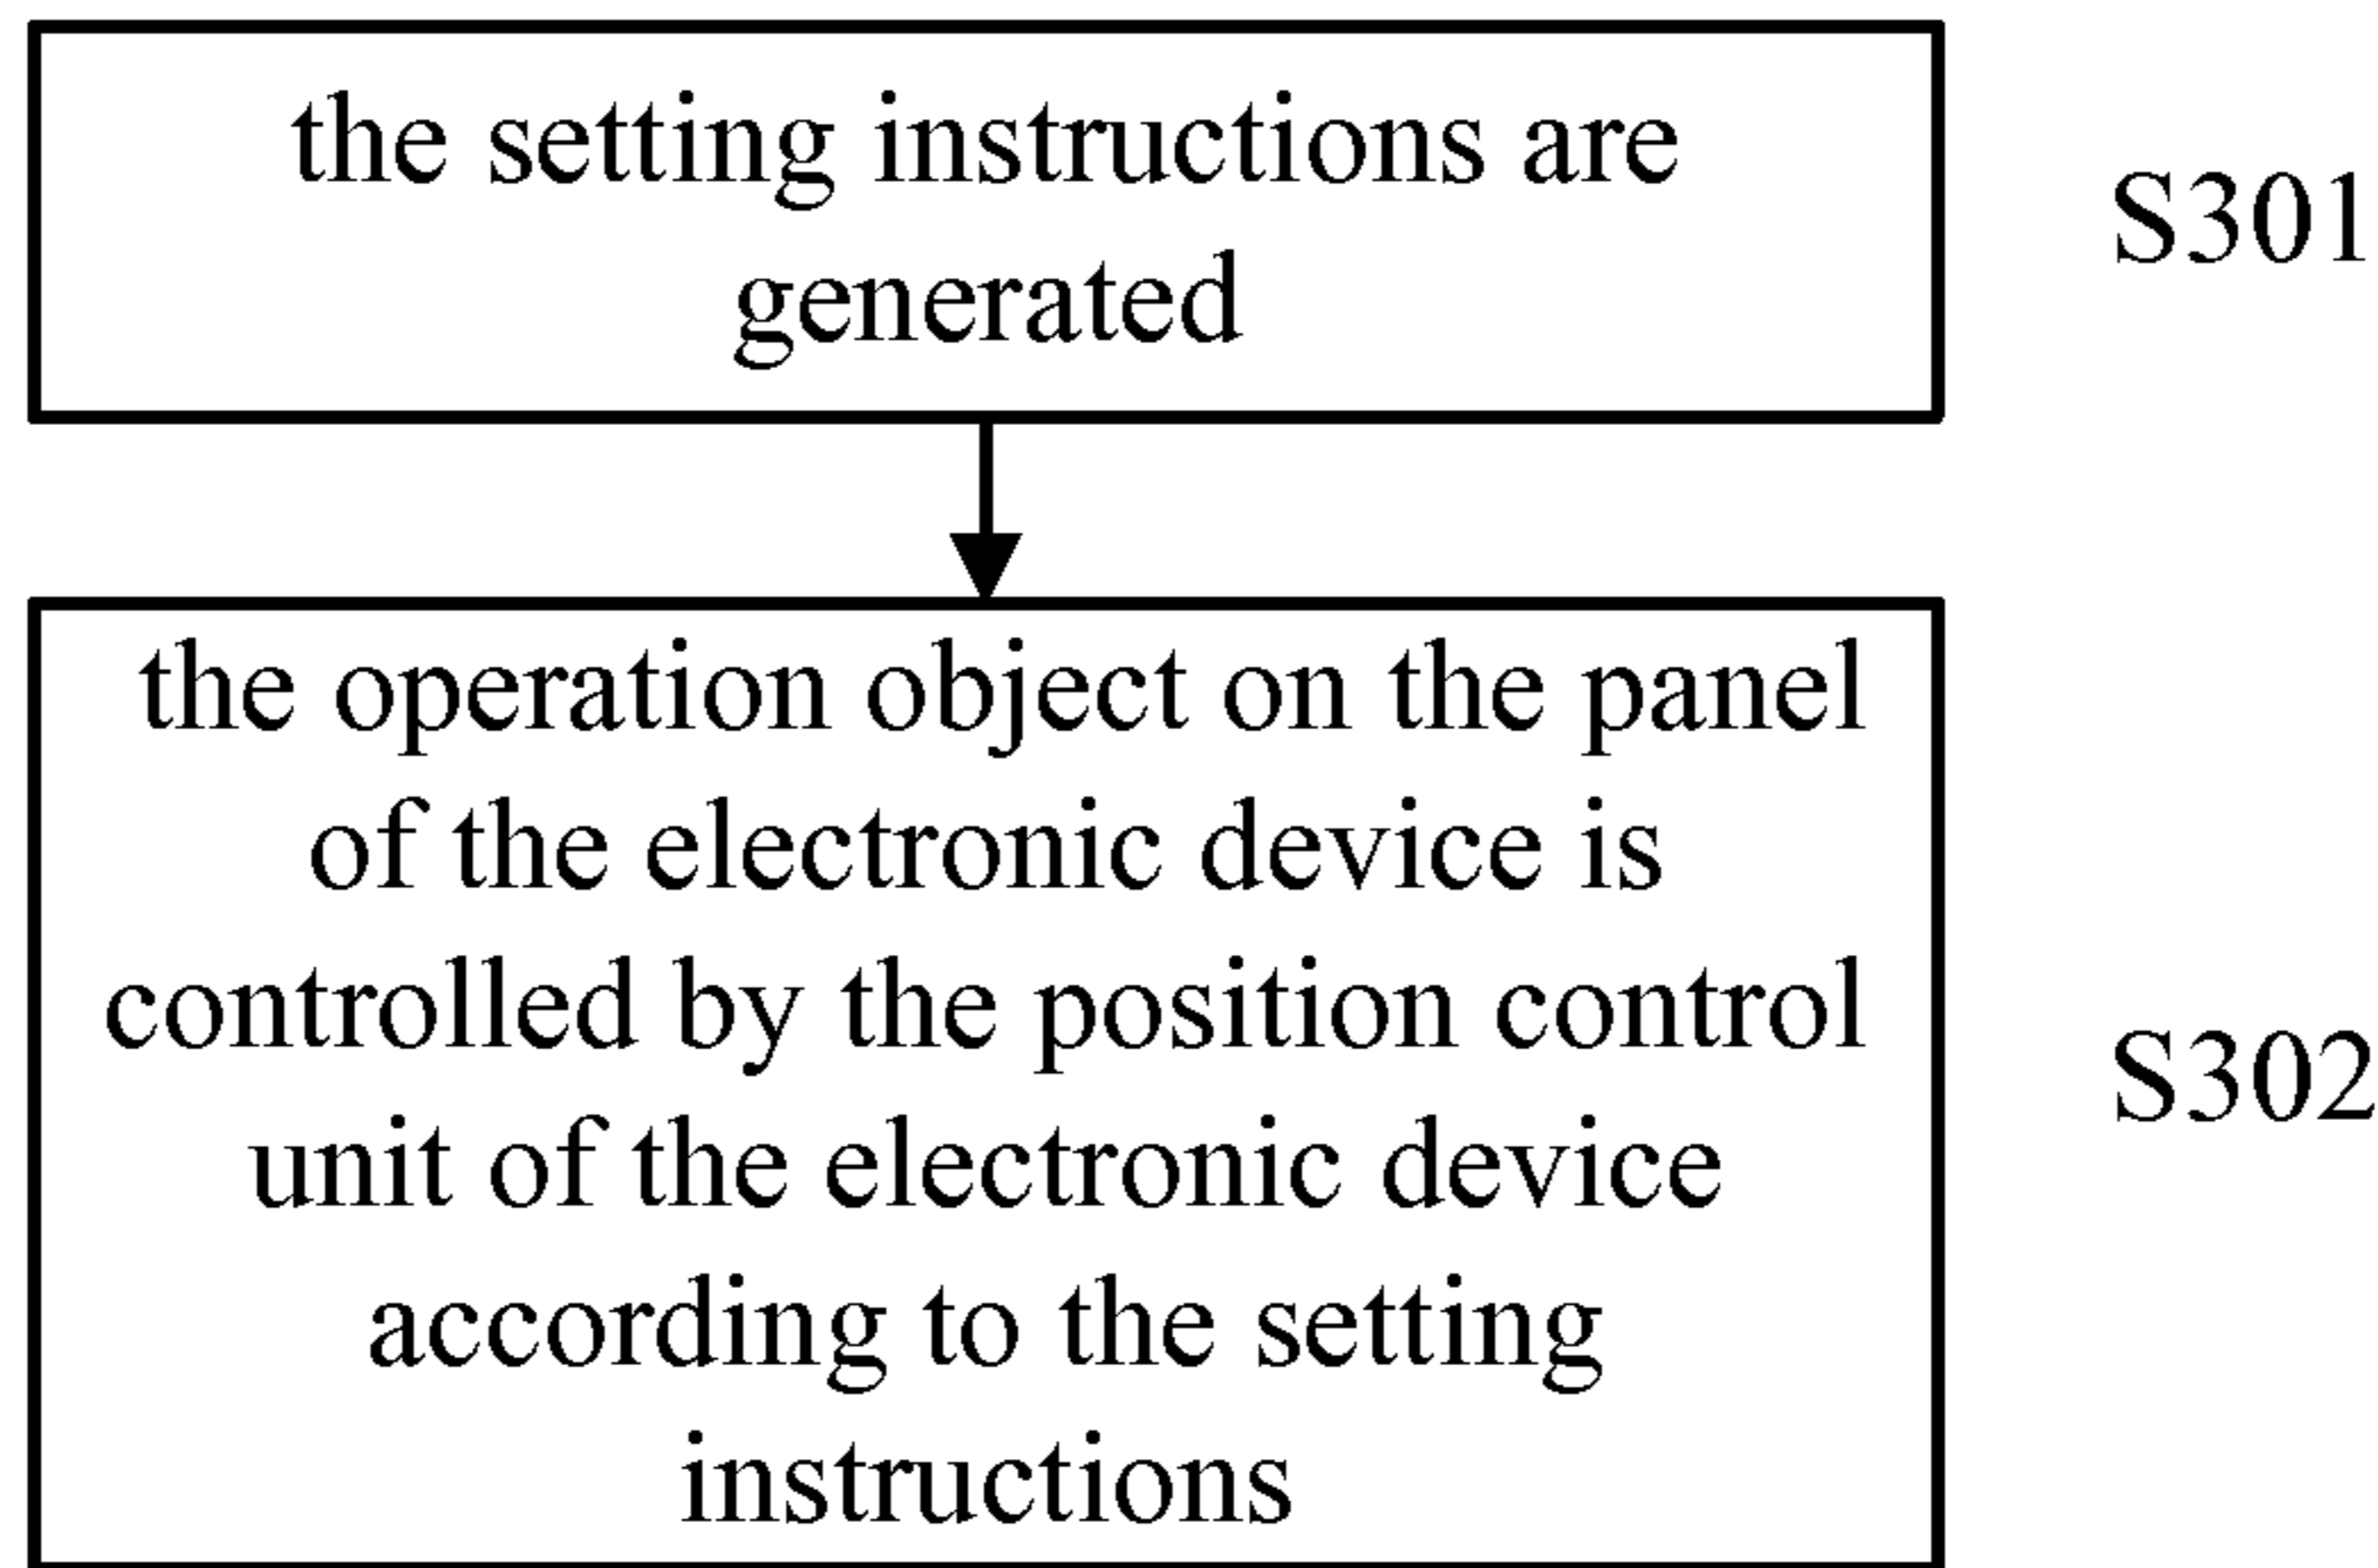 the setting instructions are
generated
S301
the operation object on the panel
of the electronic device is
controlled by the position control
unit of the electronic device
according to the setting
instructions
S302